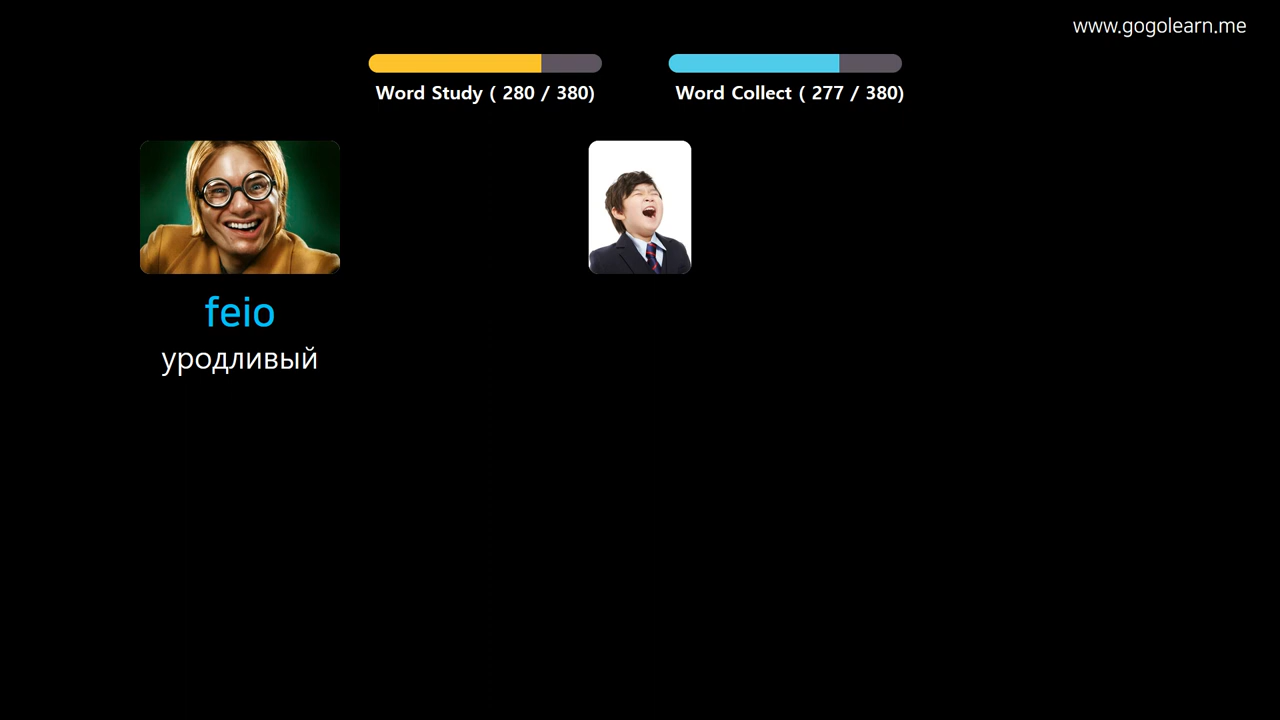 www.gogolearn.me
Word Study ( 280 / 380)
Word Collect ( 277 / 380)
feio
уродливый